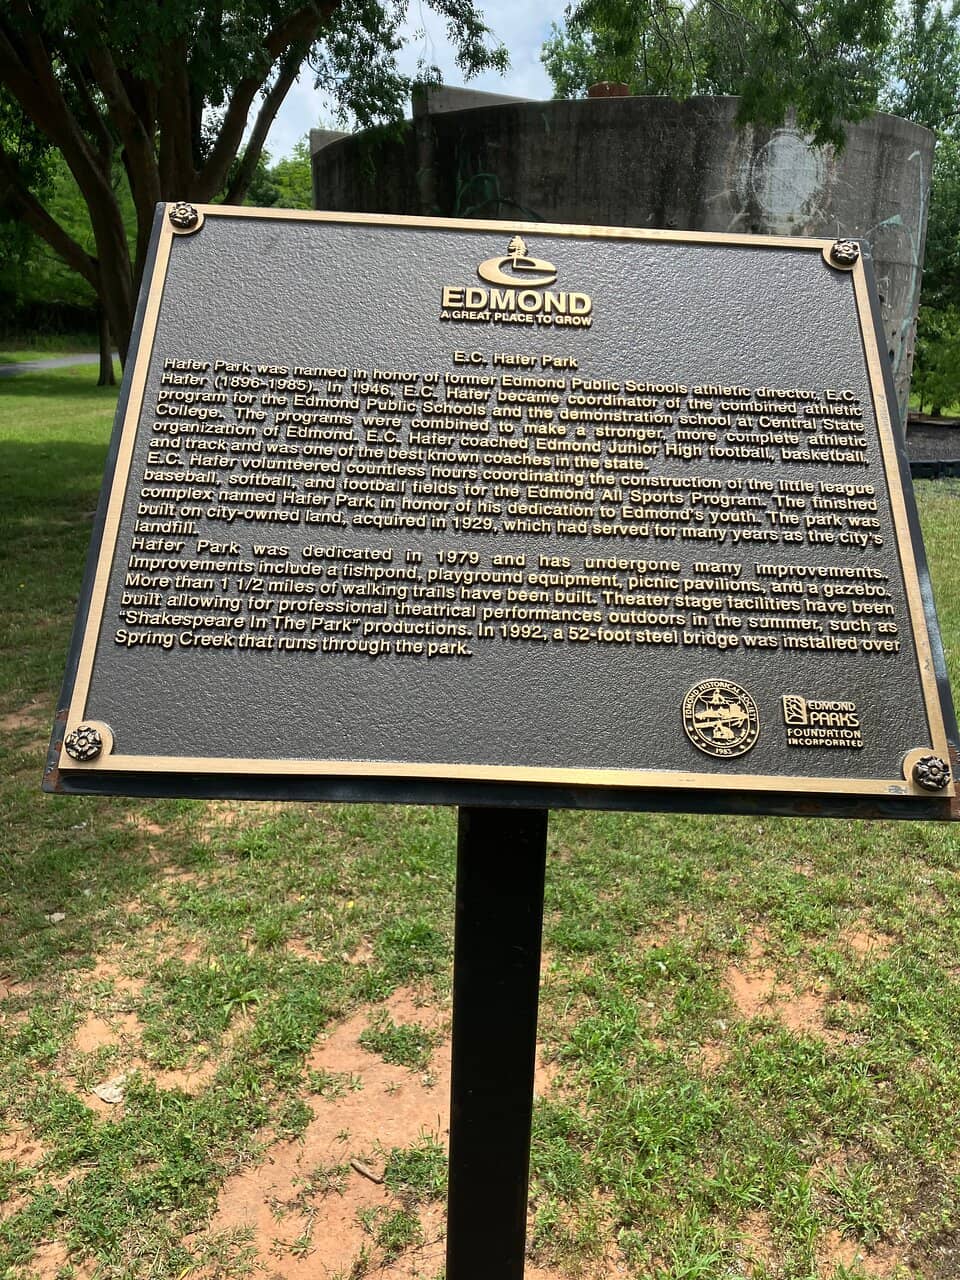 EDMOND
A GREAT PLACE TO GROW
E.C. Hafer Park
Hafer Park was named in honor of former Edmond Public Schools athletic director, E.C.
Hafer (1896-1985). In 1946, E.C. Hafer became coordinator of the combined athletic
program for the Edmond Public Schools and the demonstration school at Central State
College. The programs were combined to make a stronger, more complete athletic
organization of Edmond. E.C. Hafer coached Edmond Junior High football, basketball,
and track and was one of the best known coaches in the state.
E.C. Hafer volunteered countless hours coordinating the construction of the little league
baseball, softball, and football fields for the Edmond All Sports Program. The finished
complex named Hafer Park in honor of his dedication to Edmond's youth. The park was
built on city-owned land, acquired in 1929, which had served for many years as the city's
landfill.
Hafer Park was dedicated in 1979 and has undergone many improvements.
Improvements include a fishpond, playground equipment, picnic pavilions, and a gazebo.
More than 1 1/2 miles of walking trails have been built. Theater stage facilities have been
built allowing for professional theatrical performances outdoors in the summer, such as
"Shakespeare In The Park" productions. In 1992, a 52-foot steel bridge was installed over
Spring Creek that runs through the park.
EDMOND HISTORICAL SOCIETY
1983
EDMOND
PARKS
FOUNDATION
INCORPORATED